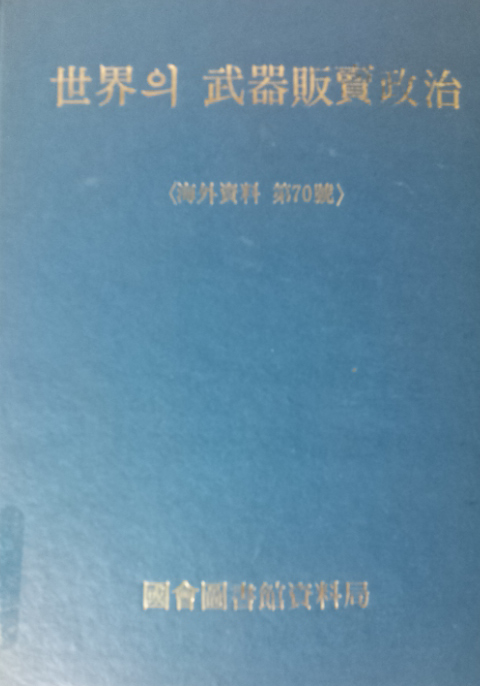 世界의 武器販賣政治
〈海外資料 第70號〉
國會圖書館資料局